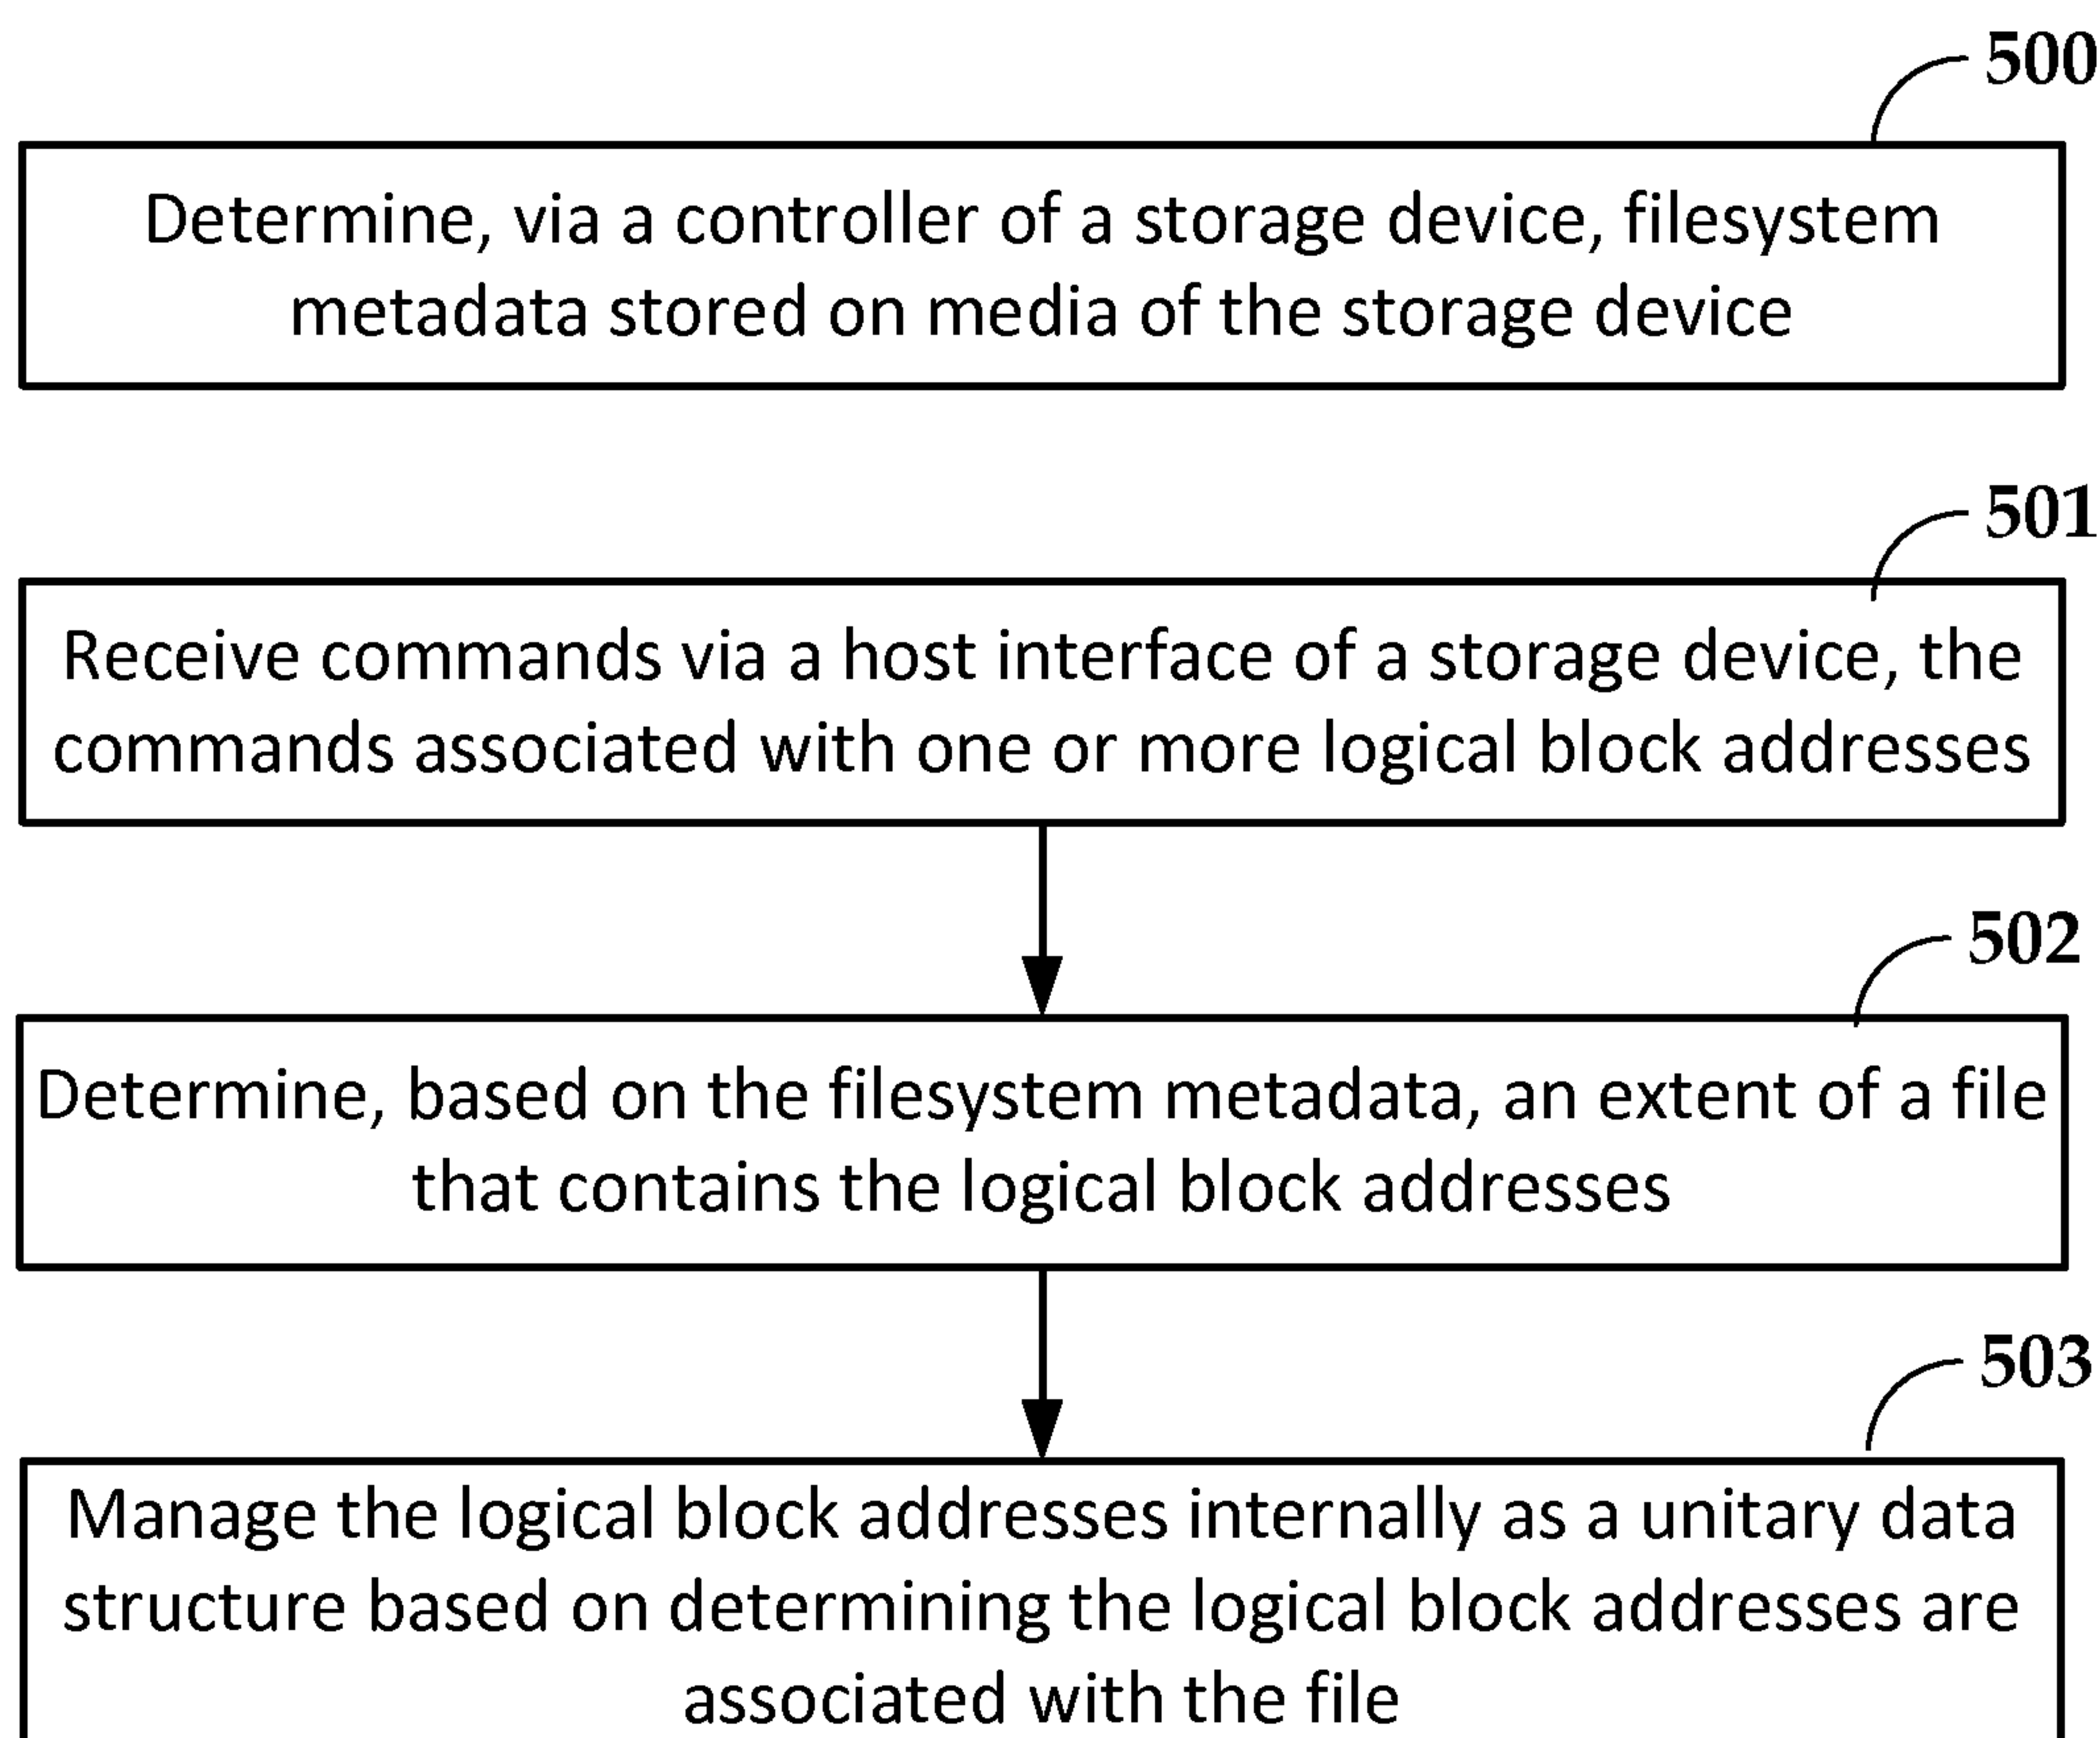 500
Determine, via a controller of a storage device, filesystem
metadata stored on media of the storage device
501
Receive commands via a host interface of a storage device, the
commands associated with one or more logical block addresses
502
Determine, based on the filesystem metadata, an extent of a file
that contains the logical block addresses
503
Manage the logical block addresses internally as a unitary data
structure based on determining the logical block addresses are
associated with the file